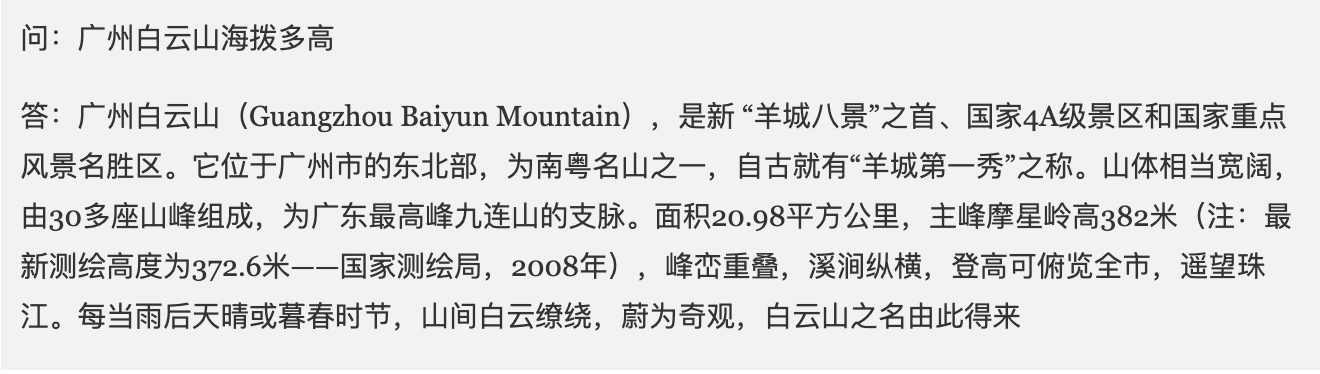 问：广州白云山海拨多高
答：广州白云山（Guangzhou Baiyun Mountain），是新 “羊城八景”之首、国家4A级景区和国家重点
风景名胜区。它位于广州市的东北部，为南粤名山之一，自古就有“羊城第一秀”之称。山体相当宽阔，
由30多座山峰组成，为广东最高峰九连山的支脉。面积20.98平方公里，主峰摩星岭高382米（注：最
新测绘高度为372.6米——国家测绘局，2008年），峰峦重叠，溪涧纵横，登高可俯览全市，遥望珠
江。每当雨后天晴或暮春时节，山间白云缭绕，蔚为奇观，白云山之名由此得来